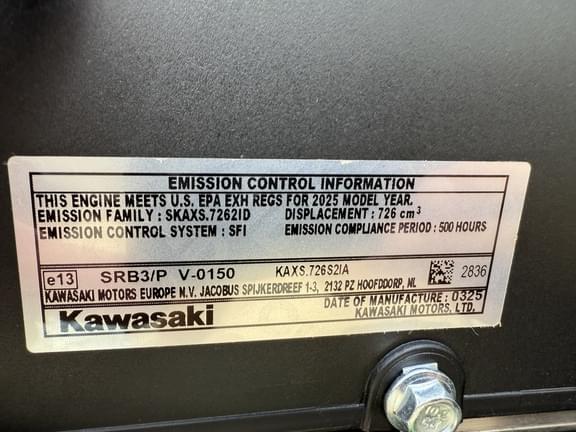 EMISSION CONTROL INFORMATION
THIS ENGINE MEETS U.S. EPA EXH REGS FOR 2025 MODEL YEAR.
EMISSION FAMILY : SKAXS.7262ID DISPLACEMENT : 726 cm³
EMISSION CONTROL SYSTEM : SFI EMISSION COMPLIANCE PERIOD : 500 HOURS
e13 SRB3/P V-0150 KAXS.726S2IA 2836
KAWASAKI MOTORS EUROPE N.V. JACOBUS SPIJKERDREEF 1-3, 2132 PZ HOOFDDORP, NL
DATE OF MANUFACTURE : 0325
Kawasaki KAWASAKI MOTORS, LTD.